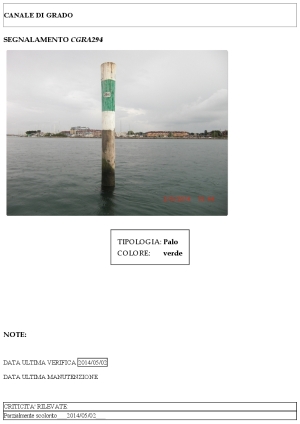 CANALE DI GRADO
SEGNALAMENTO CGRA294
TIPOLOGIA: Palo
COLORE: verde
NOTE:
DATA ULTIMA VERIFICA 2014/05/02
DATA ULTIMA MANUTENZIONE
CRITICITA' RILEVATE
Parzialmente scolorito 2014/05/02